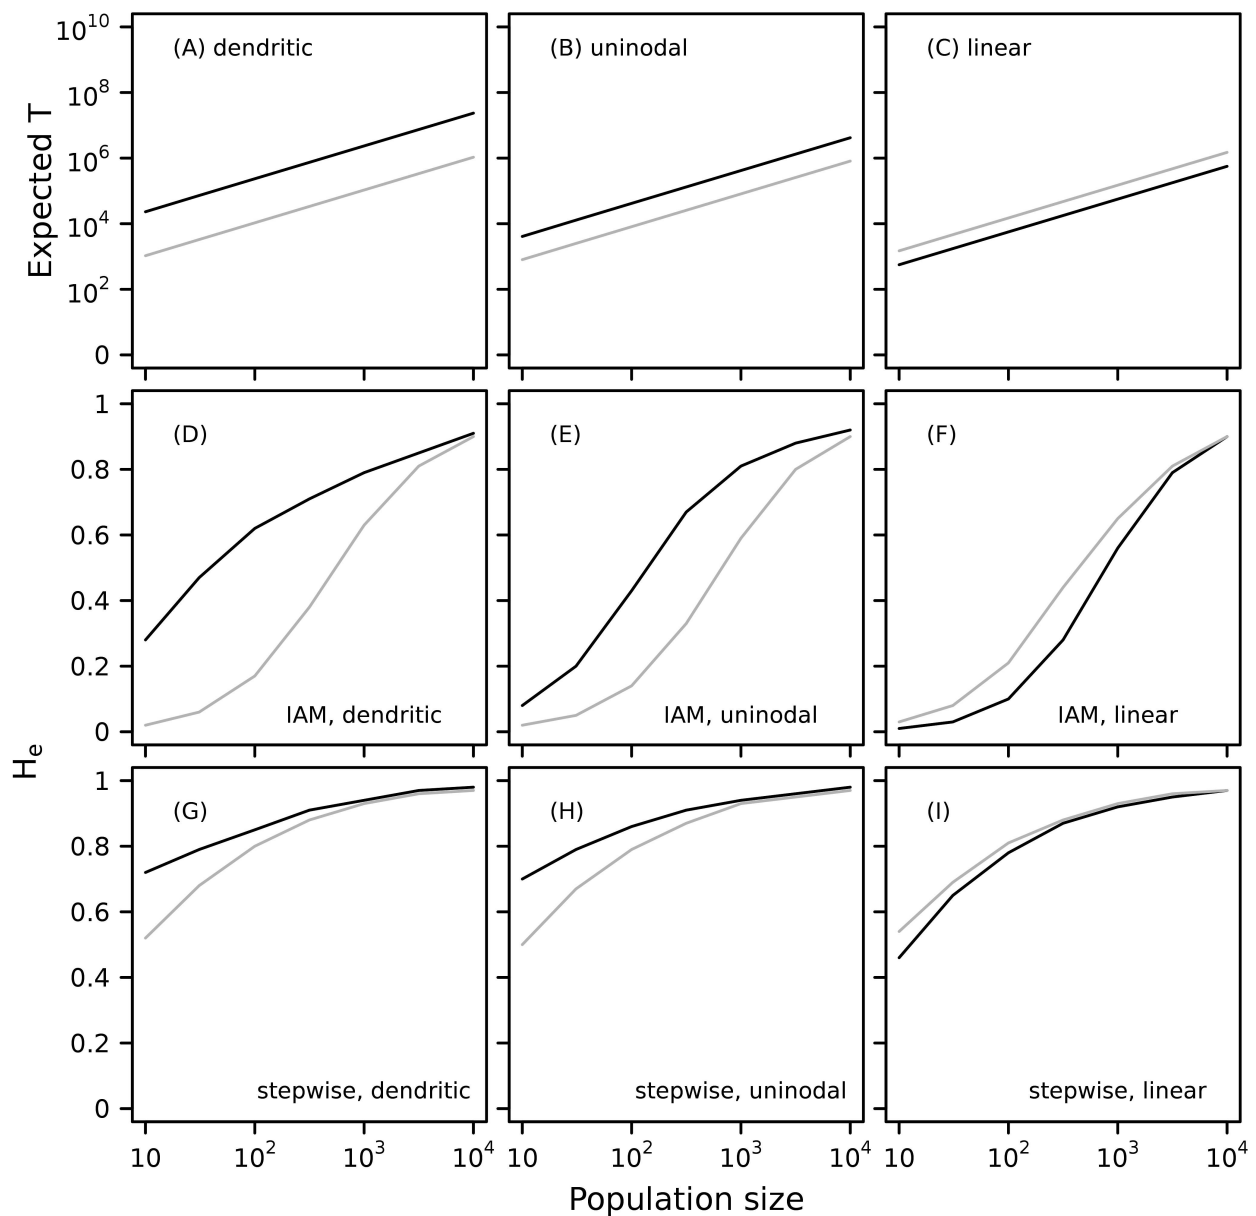 (A) dendritic
(B) uninodal
(C) linear
Expected T
10^10
10^8
10^6
10^4
10^2
0
(D)
(E)
(F)
IAM, dendritic
IAM, uninodal
IAM, linear
1
0.8
0.6
0.4
0.2
0
H_e
(G)
(H)
(I)
stepwise, dendritic
stepwise, uninodal
stepwise, linear
1
0.8
0.6
0.4
0.2
0
10 10^2 10^3 10^4
10 10^2 10^3 10^4
10 10^2 10^3 10^4
Population size